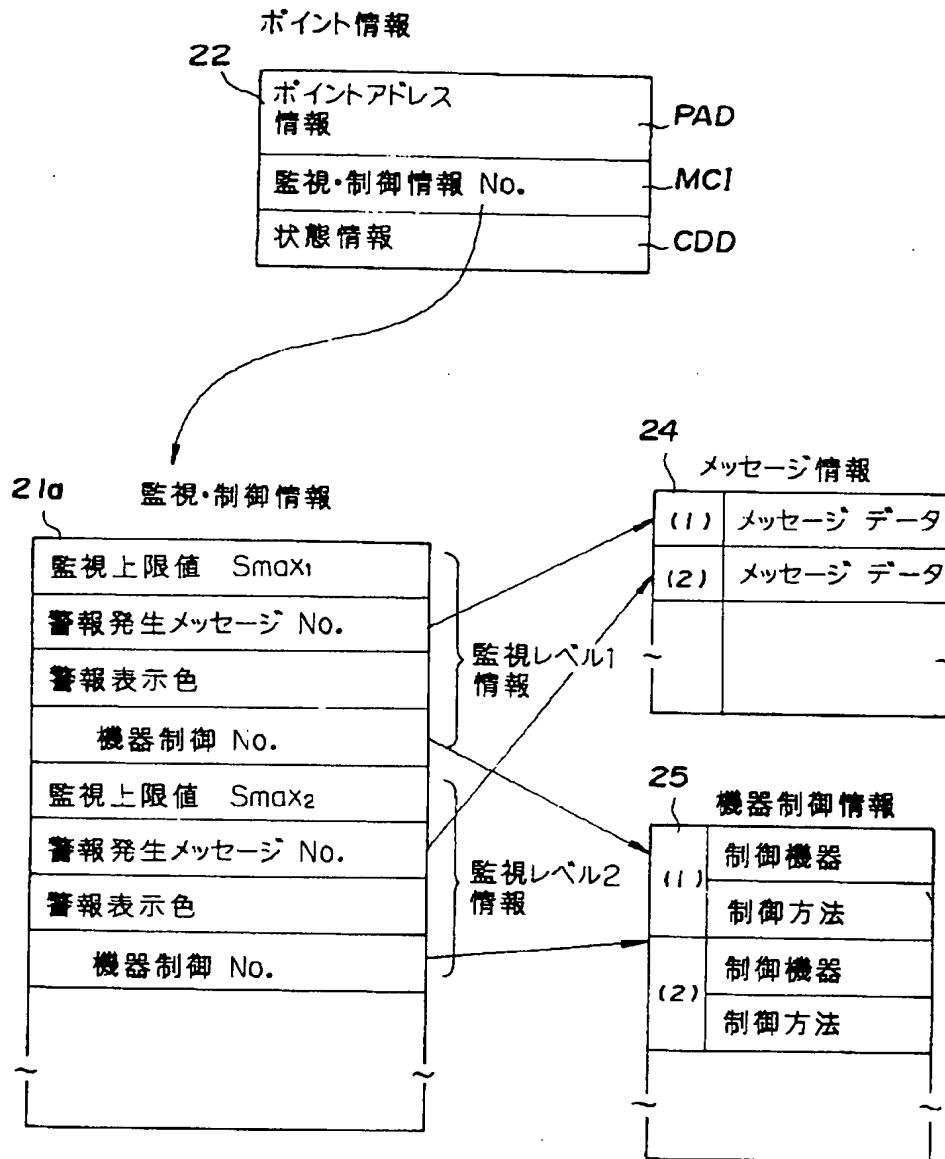 ポイント情報
22
ポイントアドレス
情報
PAD
監視・制御情報 No.
MCI
状態情報
CDD
21a
監視・制御情報
監視上限値 Smax1
警報発生メッセージ No.
警報表示色
機器制御 No.
監視レベル1
情報
監視上限値 Smax2
警報発生メッセージ No.
警報表示色
機器制御 No.
監視レベル2
情報
24
メッセージ情報
(1) メッセージ データ
(2) メッセージ データ
25
機器制御情報
(1)
制御機器
制御方法
(2)
制御機器
制御方法